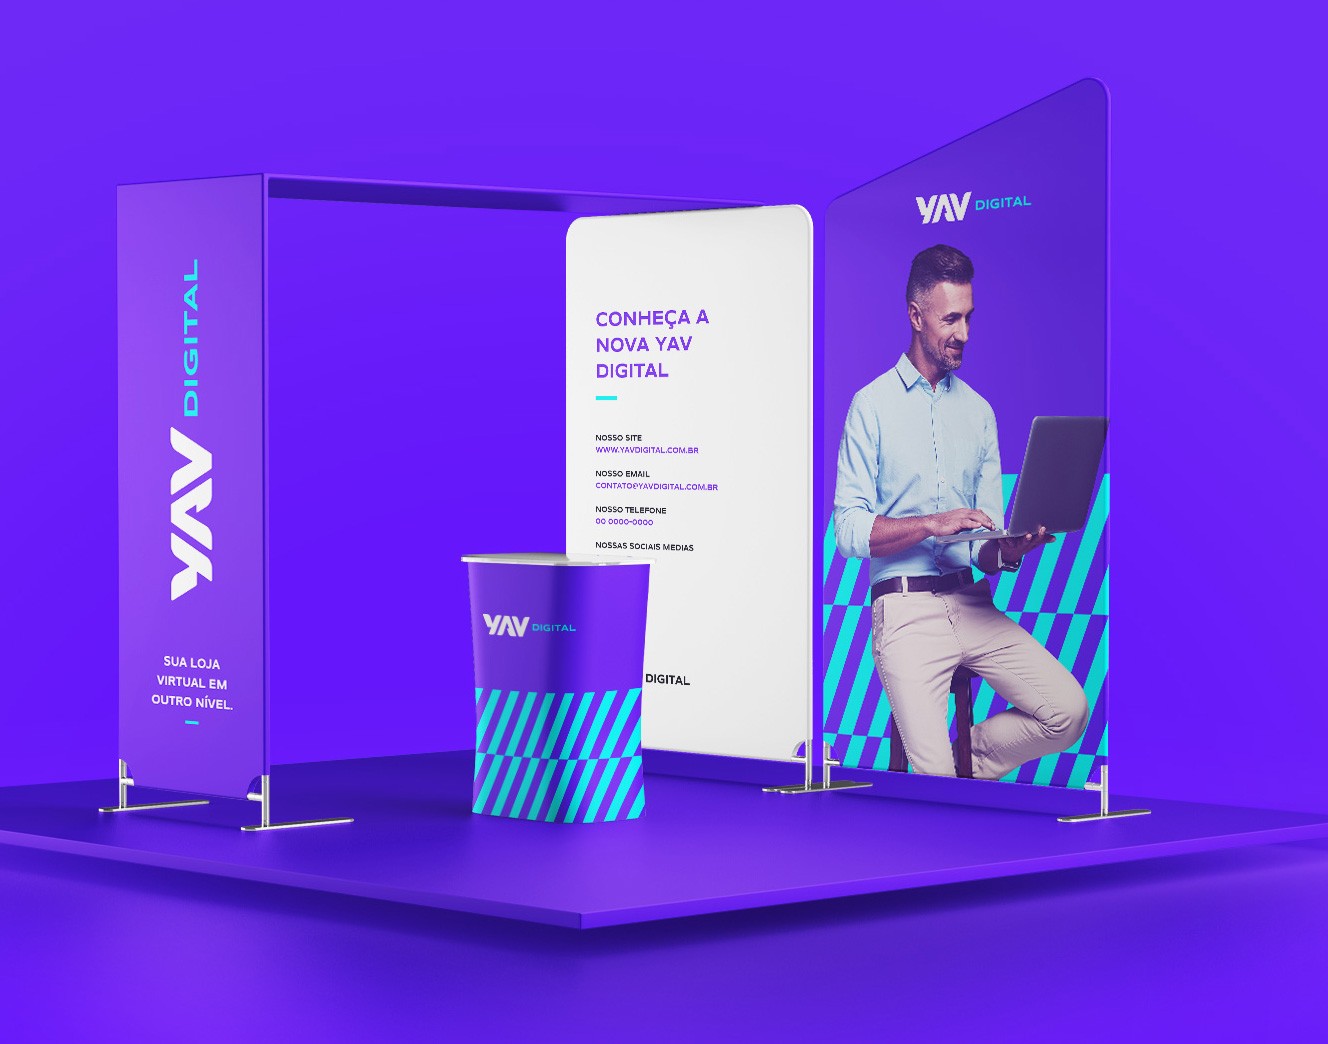 YAV DIGITAL
SUA LOJA
VIRTUAL EM
OUTRO NÍVEL.
CONHEÇA A
NOVA YAV
DIGITAL
NOSSO SITE
WWW.YAVDIGITAL.COM.BR
NOSSO EMAIL
CONTATO@YAVDIGITAL.COM.BR
NOSSO TELEFONE
00 0000-0000
NOSSAS SOCIAIS MEDIAS
DIGITAL
YAV DIGITAL
YAV DIGITAL